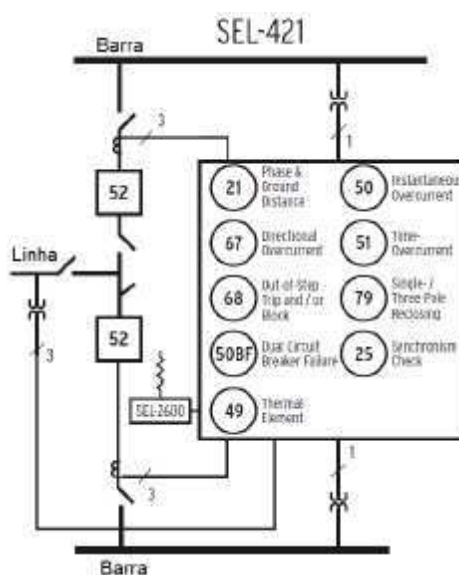 SEL-421
Barra
3
1
52
21
Phase &
Ground
Distance
50
Instantaneous
Overcurrent
67
Directional
Overcurrent
51
Time-
Overcurrent
Linha
68
Out-of-Step
Trip and / or
Block
79
Single- /
Three Pole
Reclosing
52
3
50BF
Dual Circuit
Breaker Failure
25
Synchronism
Check
SEL-2600
49
Thermal
Element
1
3
Barra